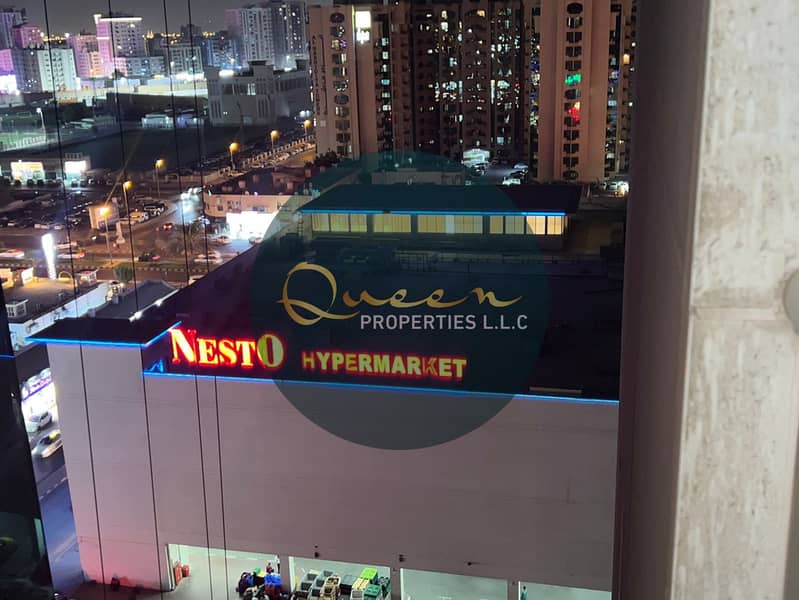 Queen
PROPERTIES L.L.C
NESTO HYPERMARKET